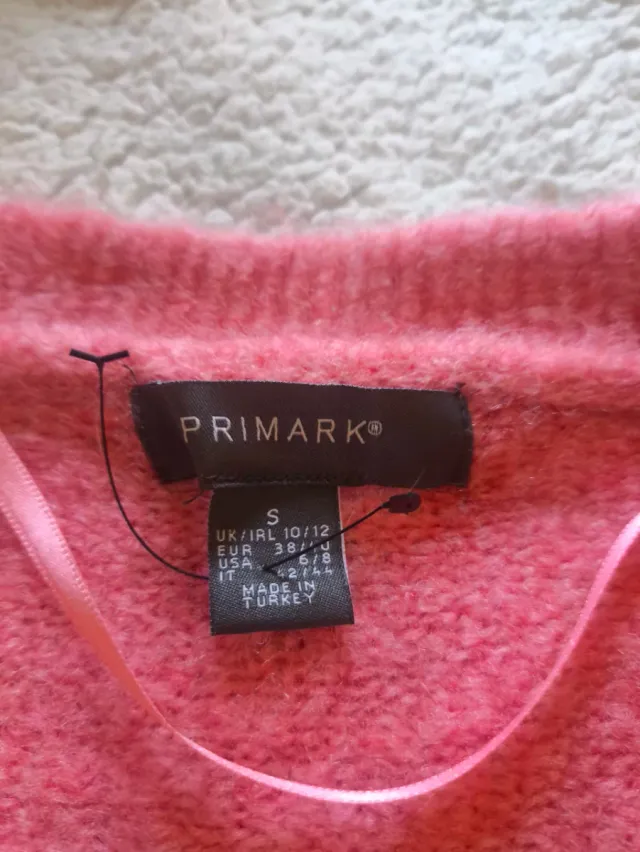 PRIMARK®
S
UK/IRL 10/12
EUR 38/40
USA 6/8
IT 42/44
MADE IN
TURKEY